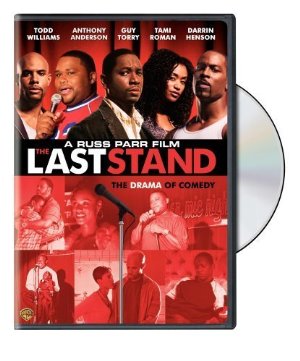 TODD WILLIAMS
ANTHONY ANDERSON
GUY TORRY
TAMI ROMAN
DARRIN HENSON
A RUSS PARR FILM
THE LAST STAND
THE DRAMA OF COMEDY